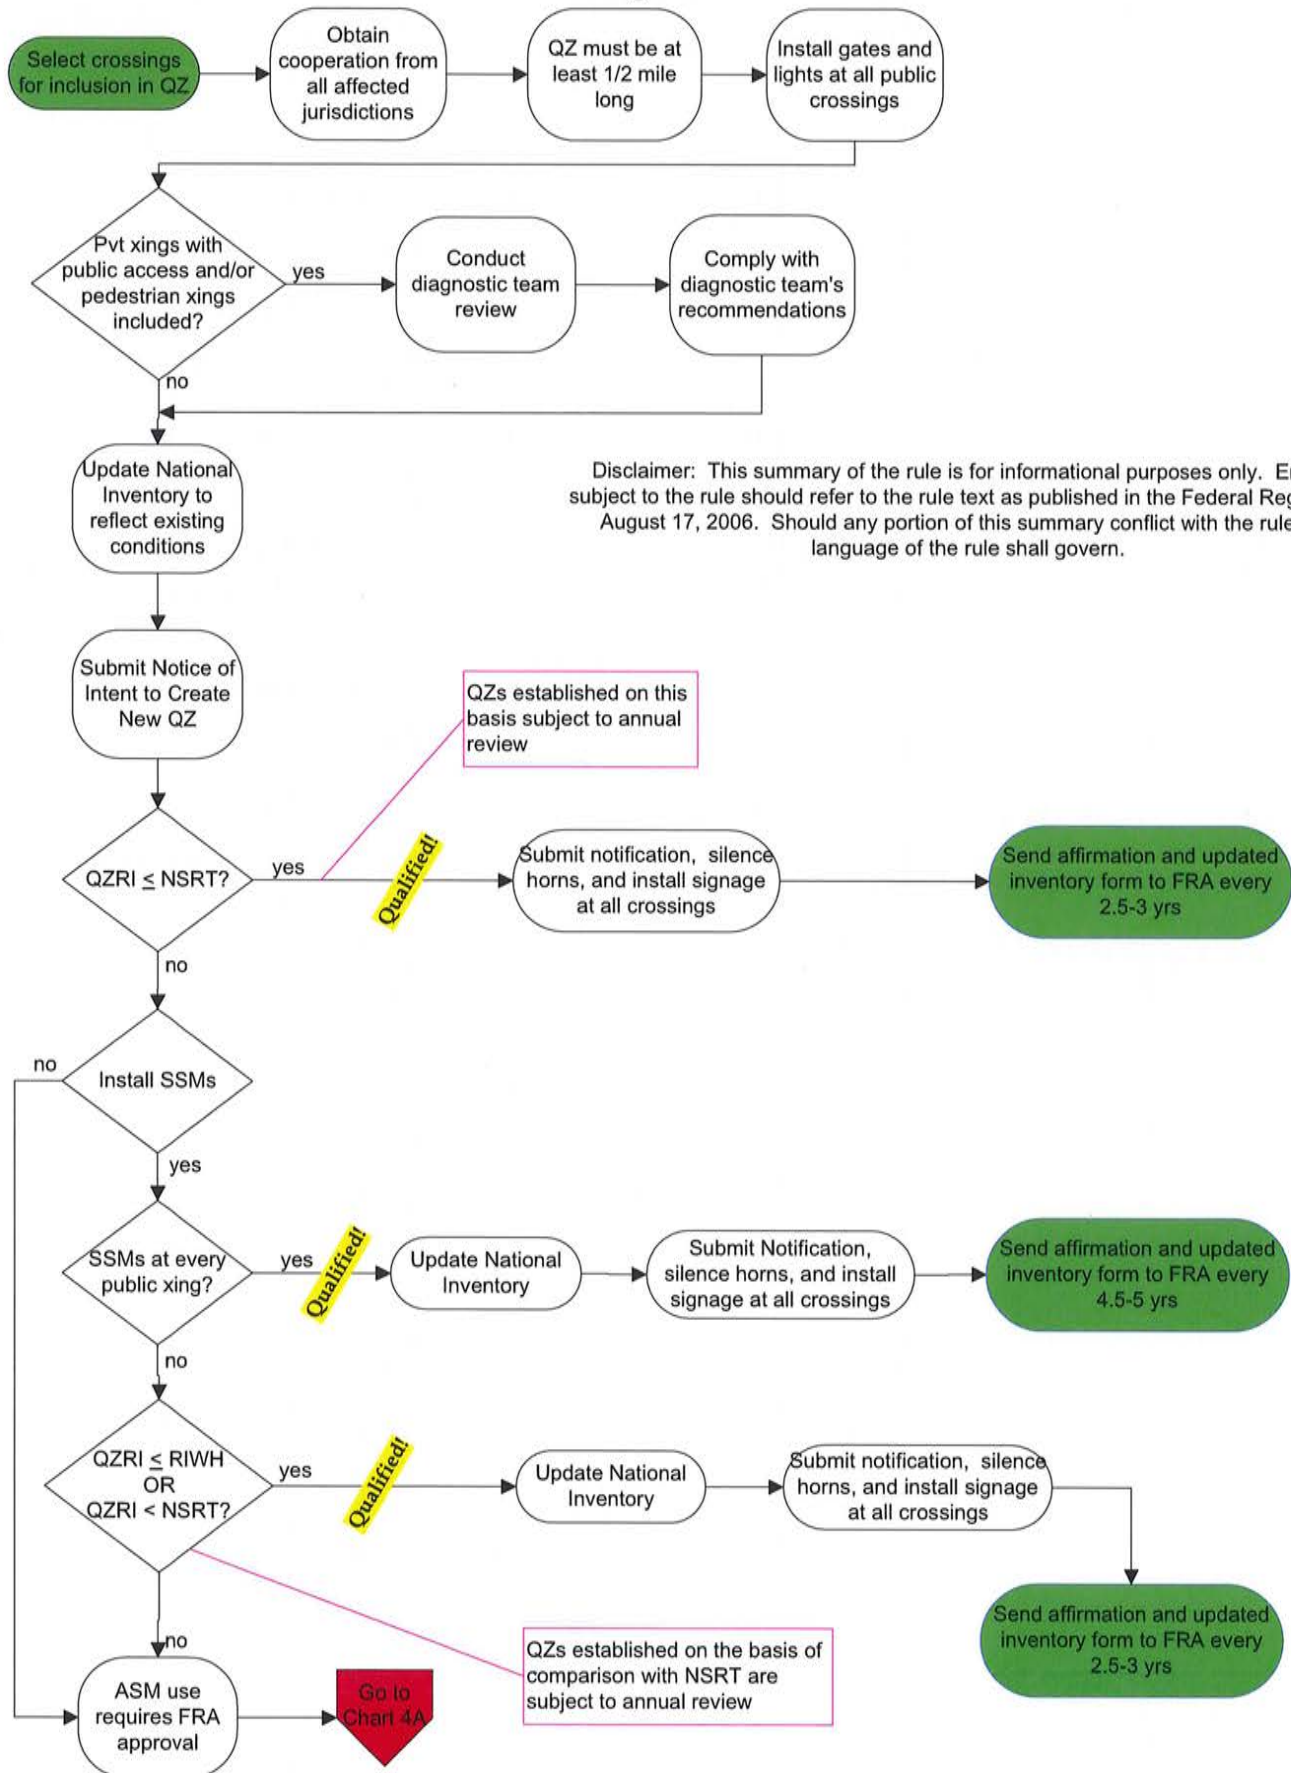 Select crossings
for inclusion in QZ
Obtain
cooperation from
all affected
jurisdictions
QZ must be at
least 1/2 mile
long
Install gates and
lights at all public
crossings
Pvt xings with
public access and/or
pedestrian xings
included?
yes
Conduct
diagnostic team
review
Comply with
diagnostic team's
recommendations
no
Update National
Inventory to
reflect existing
conditions
Disclaimer: This summary of the rule is for informational purposes only.
subject to the rule should refer to the rule text as published in the Federal
August 17, 2006. Should any portion of this summary conflict with the rule
language of the rule shall govern.
Submit Notice of
Intent to Create
New QZ
QZs established on this
basis subject to annual
review
QZRI ≤ NSRT?
yes
Qualified!
Submit notification, silence
horns, and install signage
at all crossings
Send affirmation and updated
inventory form to FRA every
2.5-3 yrs
no
no
Install SSMs
yes
SSMs at every
public xing?
yes
Qualified!
Update National
Inventory
Submit Notification,
silence horns, and install
signage at all crossings
Send affirmation and updated
inventory form to FRA every
4.5-5 yrs
no
QZRI ≤ RIWH
OR
QZRI < NSRT?
yes
Qualified!
Update National
Inventory
Submit notification, silence
horns, and install signage
at all crossings
Send affirmation and updated
inventory form to FRA every
2.5-3 yrs
no
QZs established on the basis of
comparison with NSRT are
subject to annual review
ASM use
requires FRA
approval
Go to
Chart 4A